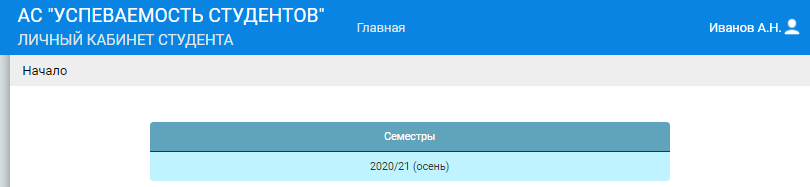 АС "УСПЕВАЕМОСТЬ СТУДЕНТОВ"
ЛИЧНЫЙ КАБИНЕТ СТУДЕНТА
Главная
Иванов А.Н.
Начало
Семестры
2020/21 (осень)